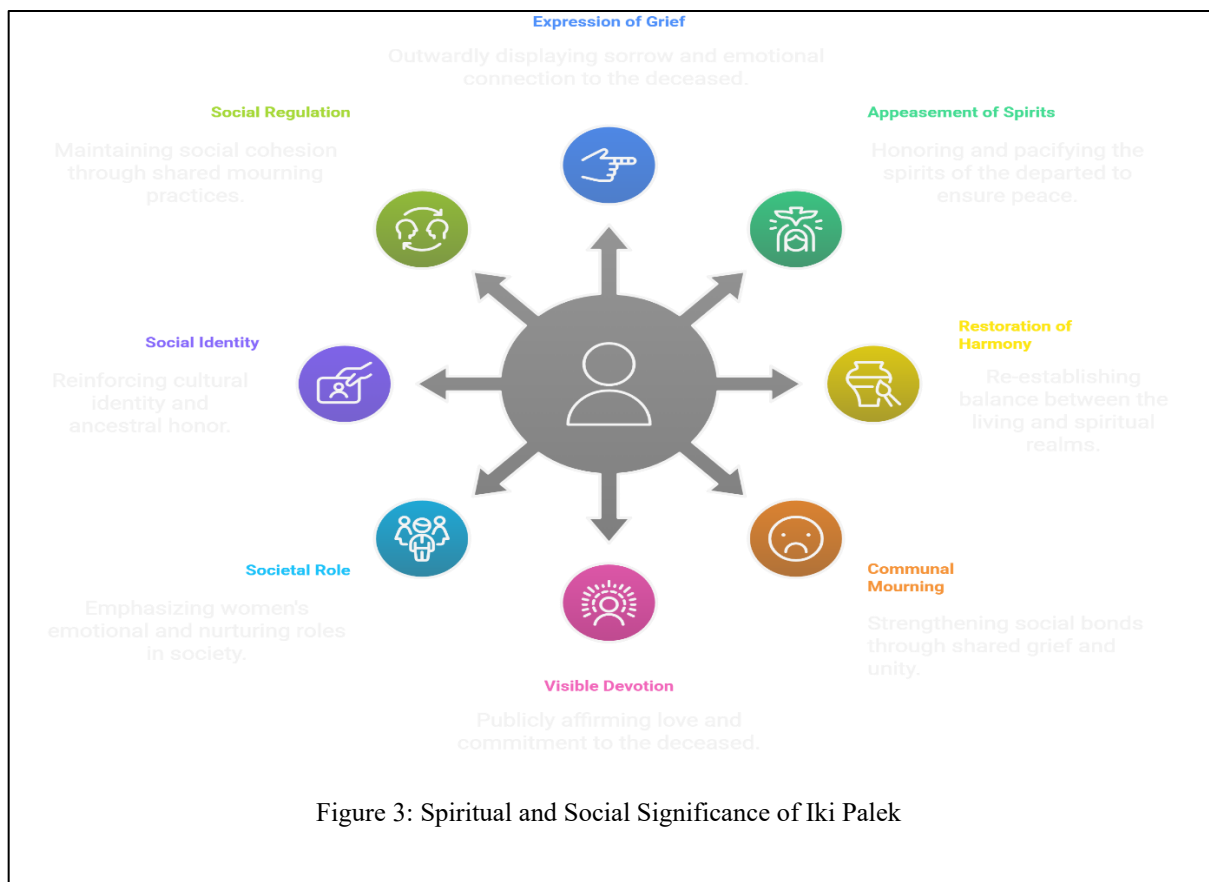 Expression of Grief
Outwardly displaying sorrow and emotional
connection to the deceased.
Social Regulation
Maintaining social cohesion
through shared mourning
practices.
Appeasement of Spirits
Honoring and pacifying the
spirits of the departed to
ensure peace.
Social Identity
Reinforcing cultural
identity and
ancestral honor.
Restoration of
Harmony
Re-establishing
balance between the
living and spiritual
realms.
Societal Role
Emphasizing women's
emotional and nurturing roles
in society.
Communal
Mourning
Strengthening social bonds
through shared grief and
unity.
Visible Devotion
Publicly affirming love and
commitment to the deceased.
Figure 3: Spiritual and Social Significance of Iki Palek